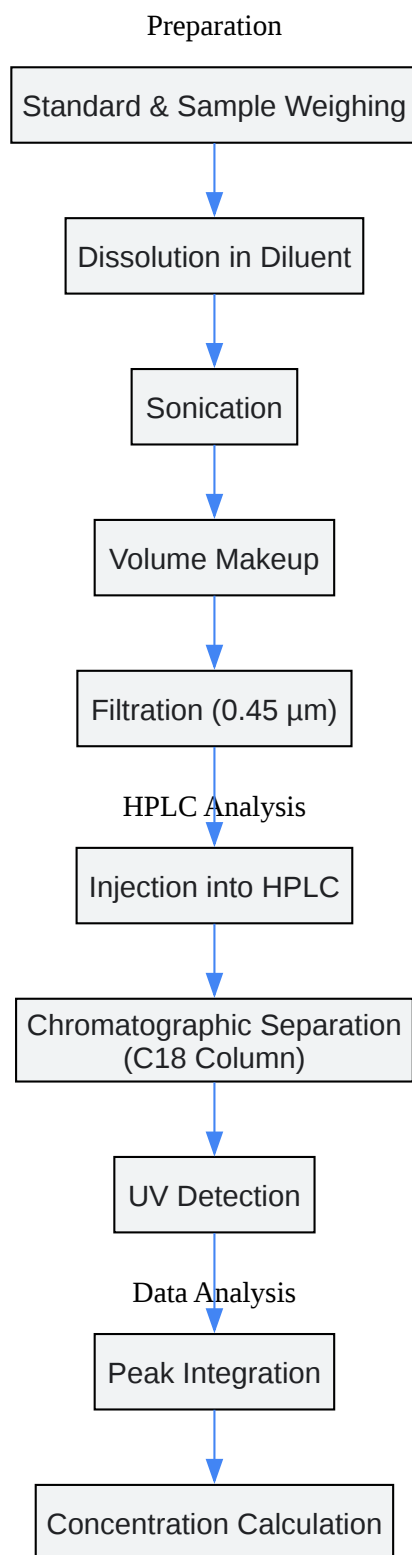 Preparation
Standard & Sample Weighing
Dissolution in Diluent
Sonication
Volume Makeup
Filtration (0.45 µm)
HPLC Analysis
Injection into HPLC
Chromatographic Separation
(C18 Column)
UV Detection
Data Analysis
Peak Integration
Concentration Calculation